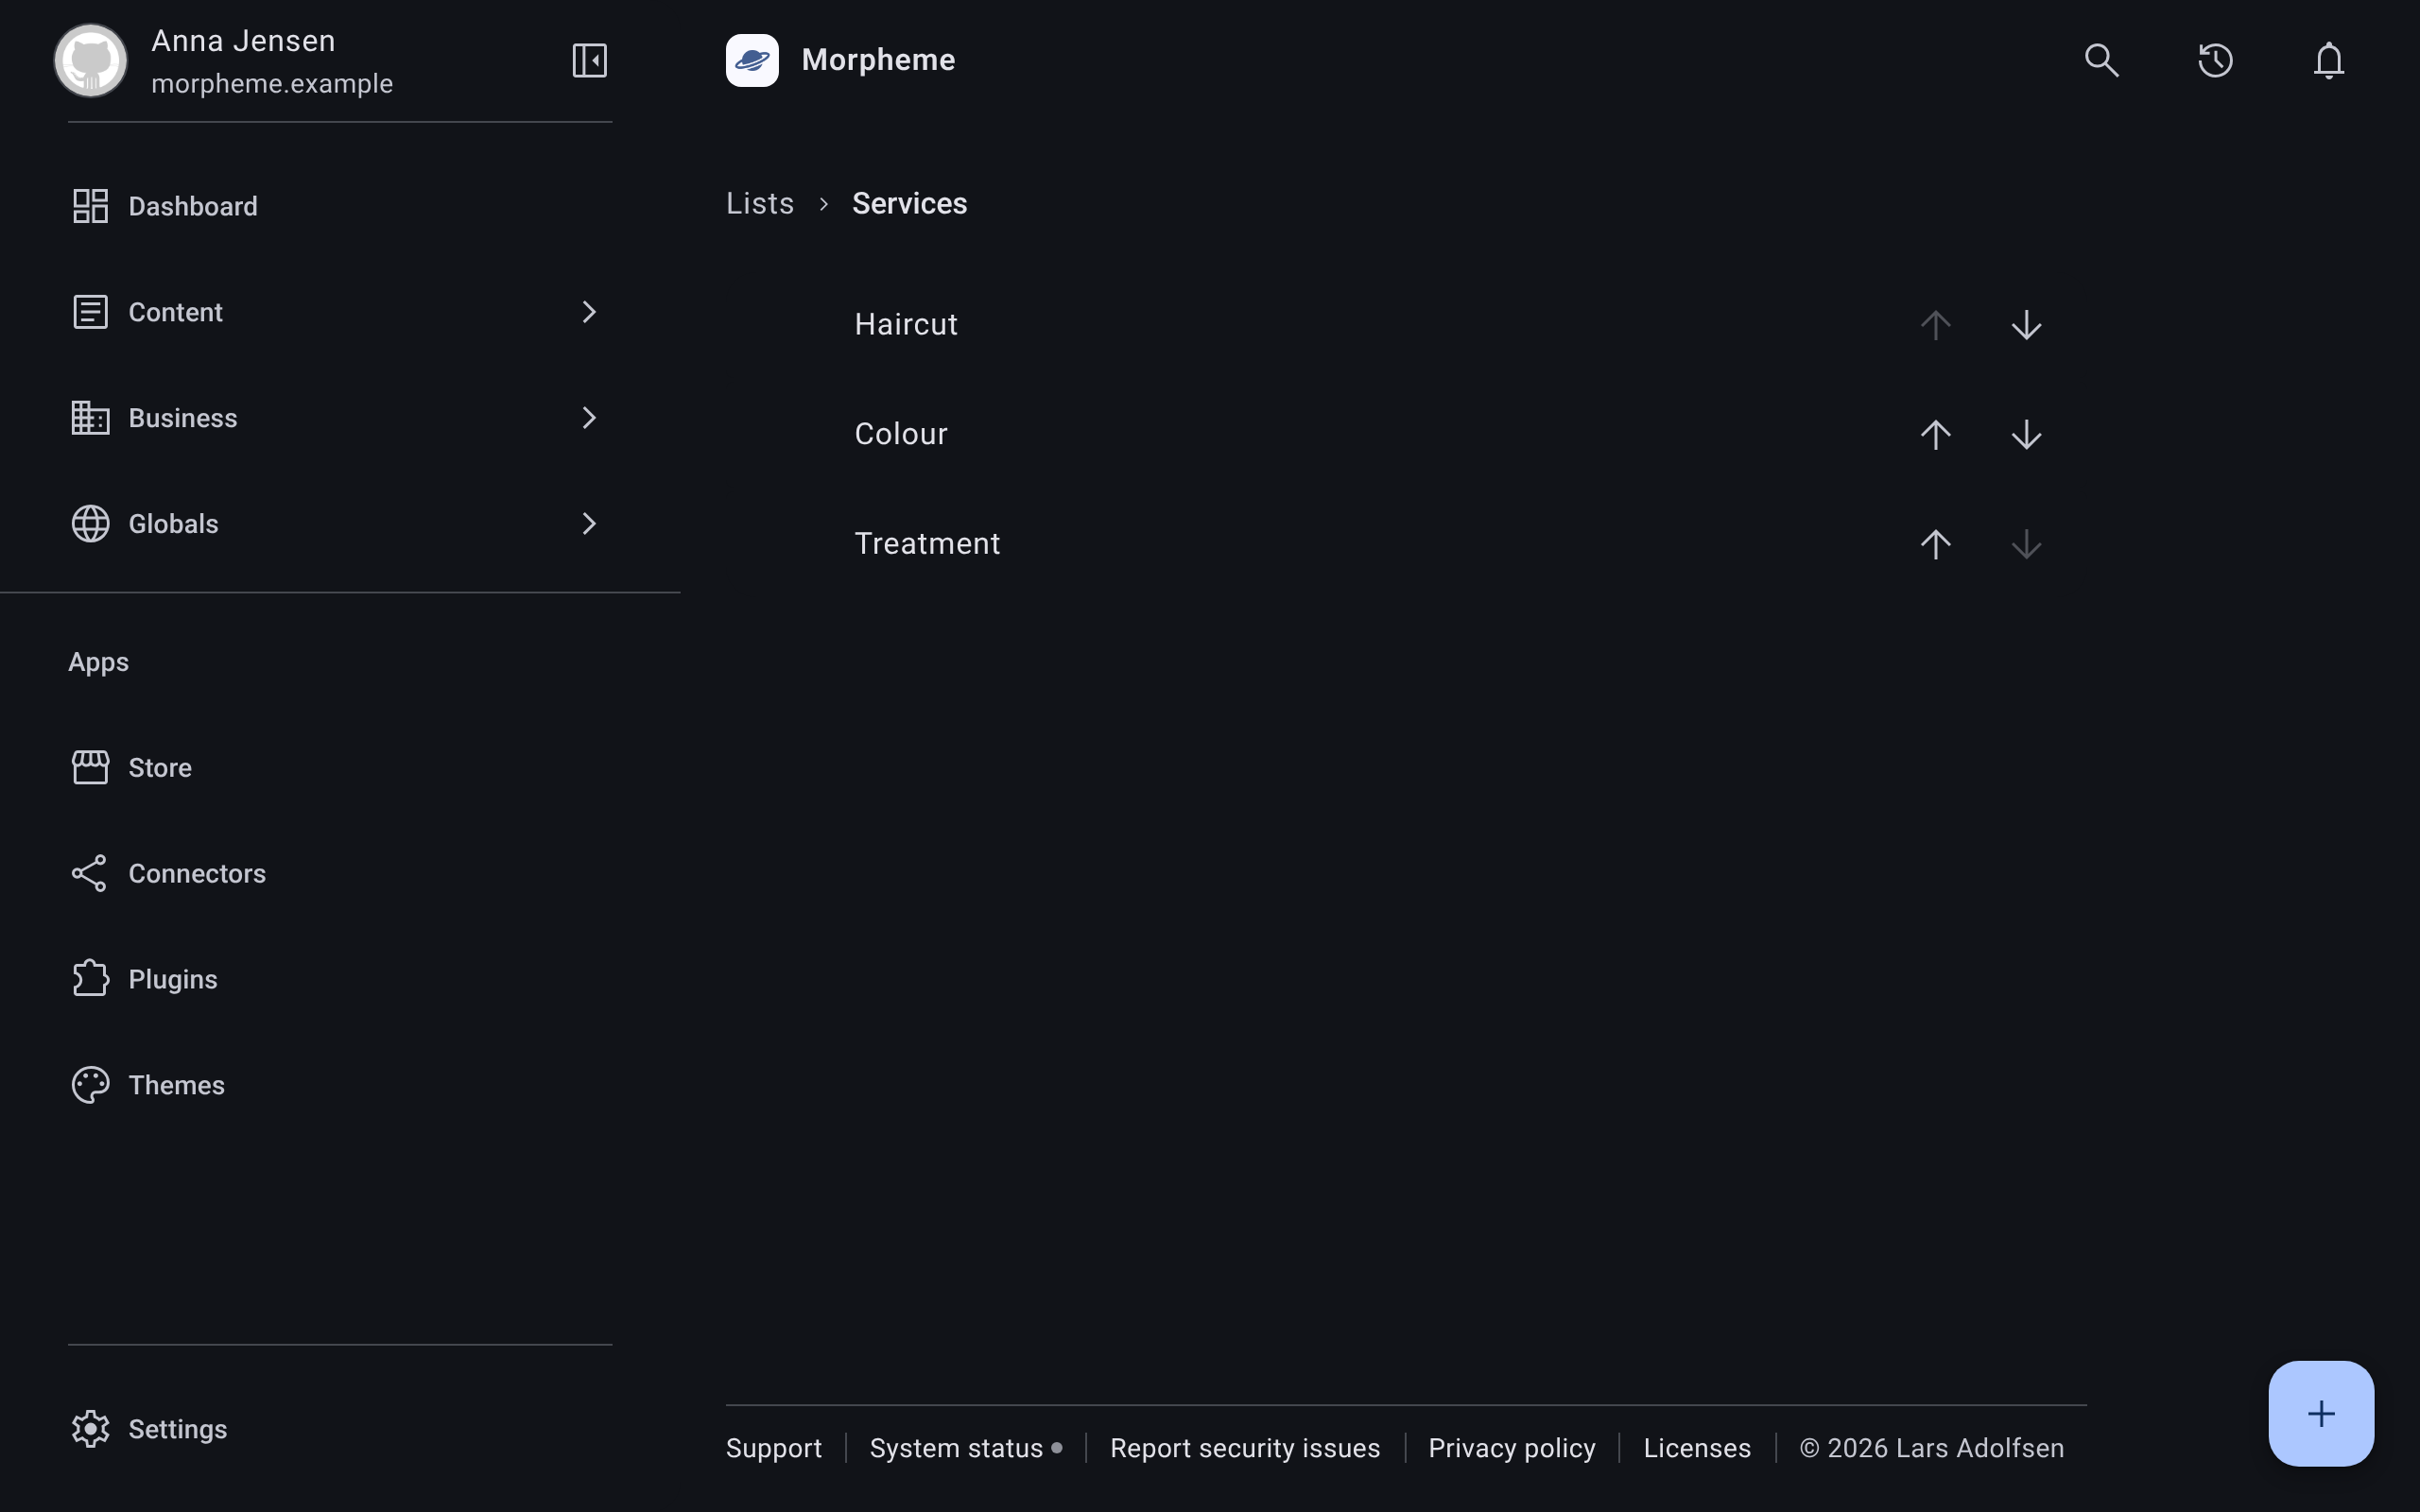 Anna Jensen
morpheme.example
Morpheme
Dashboard
Content
Business
Globals
Apps
Store
Connectors
Plugins
Themes
Settings
Lists > Services
Haircut
Colour
Treatment
Support
System status
Report security issues
Privacy policy
Licenses
© 2026 Lars Adolfsen